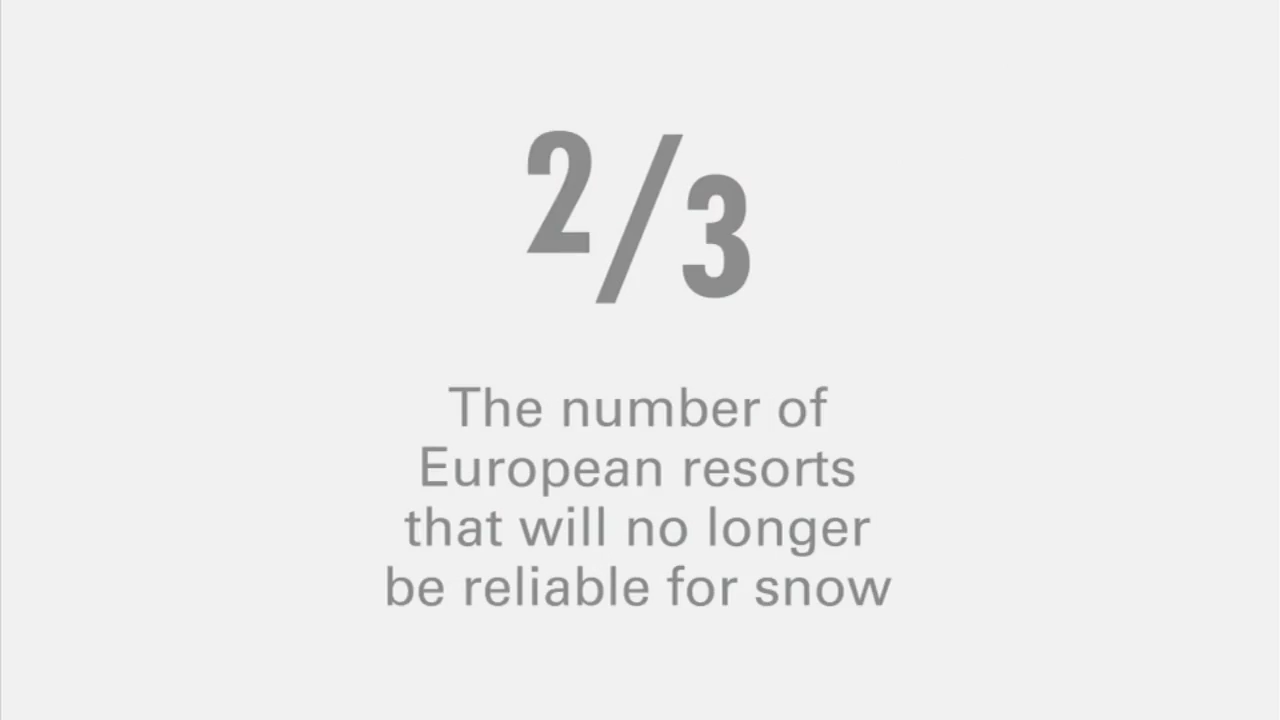 2/3
The number of
European resorts
that will no longer
be reliable for snow